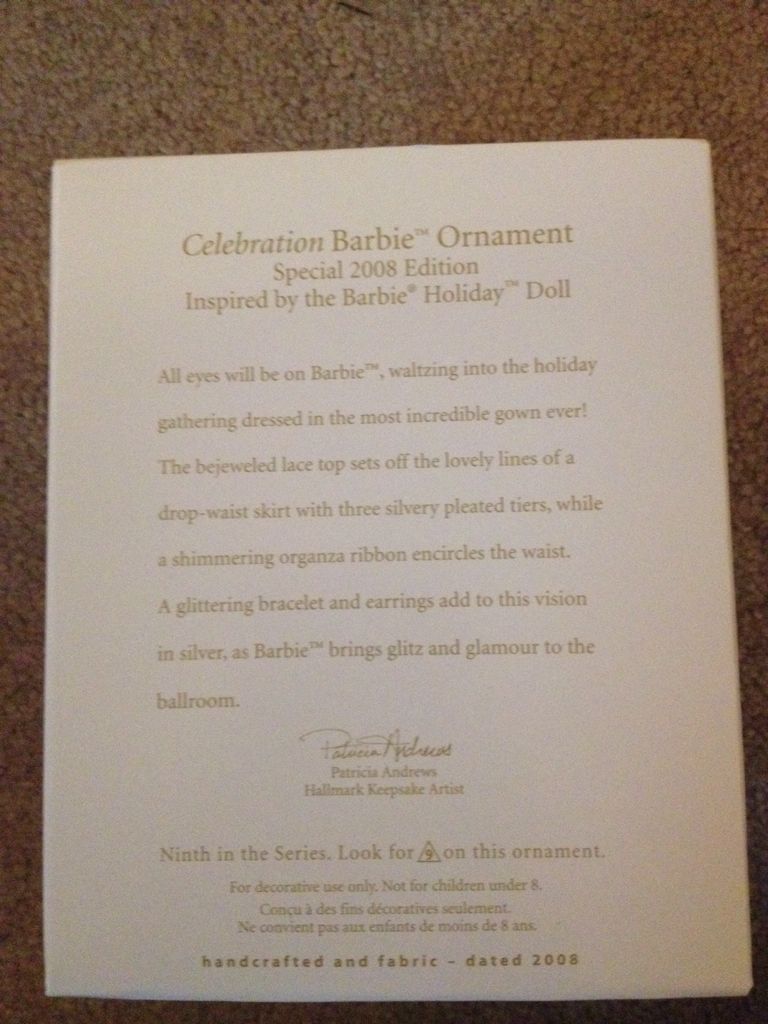 Celebration Barbie™ Ornament
Special 2008 Edition
Inspired by the Barbie® Holiday™ Doll
All eyes will be on Barbie™, waltzing into the holiday
gathering dressed in the most incredible gown ever!
The bejeweled lace top sets off the lovely lines of a
drop-waist skirt with three silvery pleated tiers, while
a shimmering organza ribbon encircles the waist.
A glittering bracelet and earrings add to this vision
in silver, as Barbie™ brings glitz and glamour to the
ballroom.
Patricia Andrews
Patricia Andrews
Hallmark Keepsake Artist
Ninth in the Series. Look for 9 on this ornament.
For decorative use only. Not for children under 8.
Conçu à des fins décoratives seulement.
Ne convient pas aux enfants de moins de 8 ans.
handcrafted and fabric – dated 2008